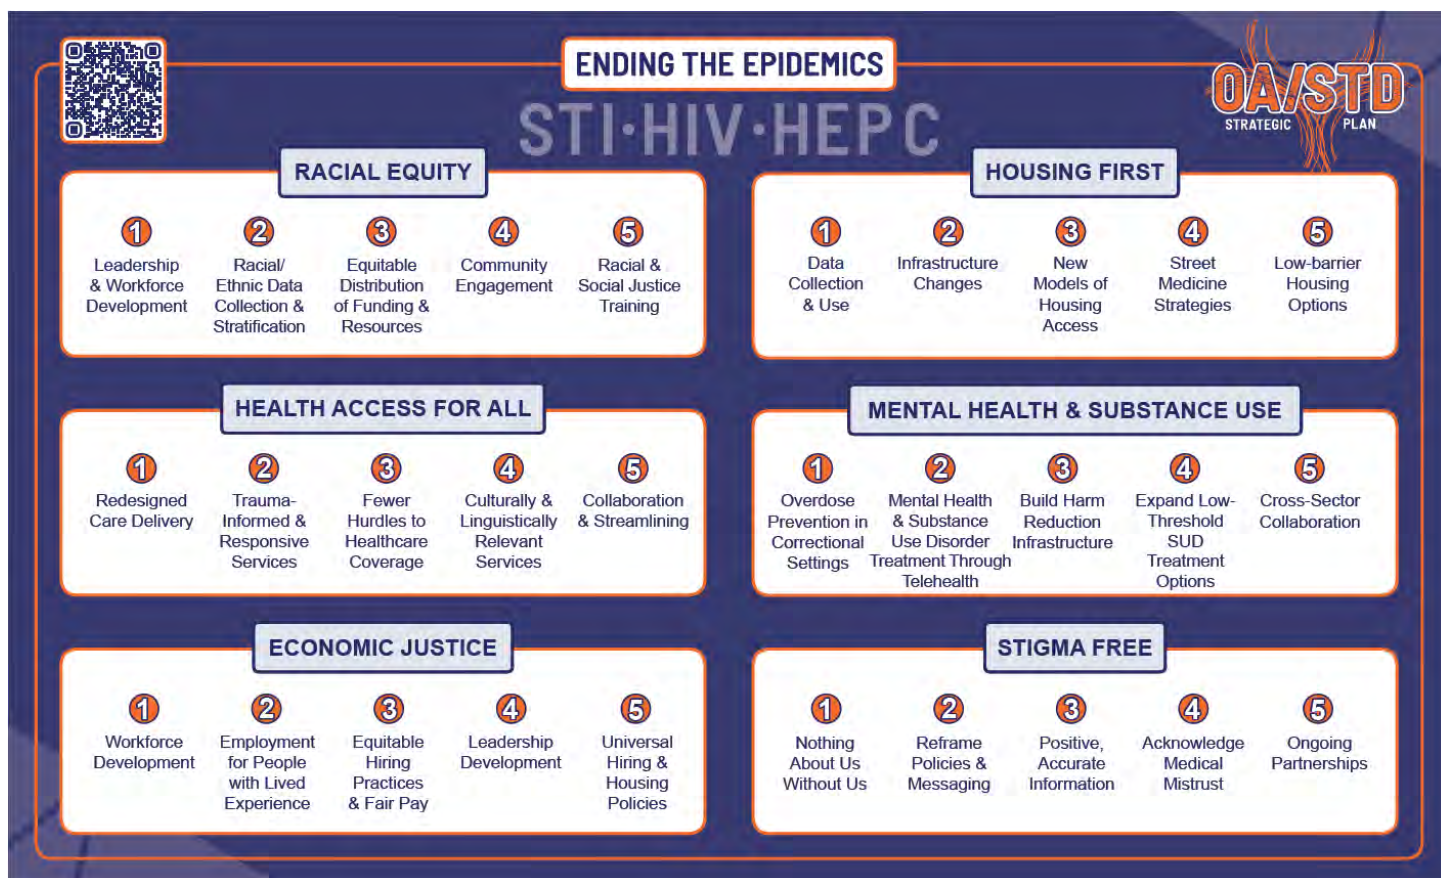 ENDING THE EPIDEMICS
STI·HIV·HEPC
OA/STD
STRATEGIC PLAN
RACIAL EQUITY
1
Leadership
& Workforce
Development
2
Racial/
Ethnic Data
Collection &
Stratification
3
Equitable
Distribution
of Funding &
Resources
4
Community
Engagement
5
Racial &
Social Justice
Training
HOUSING FIRST
1
Data
Collection
& Use
2
Infrastructure
Changes
3
New
Models of
Housing
Access
4
Street
Medicine
Strategies
5
Low-barrier
Housing
Options
HEALTH ACCESS FOR ALL
1
Redesigned
Care Delivery
2
Trauma-
Informed &
Responsive
Services
3
Fewer
Hurdles to
Healthcare
Coverage
4
Culturally &
Linguistically
Relevant
Services
5
Collaboration
& Streamlining
MENTAL HEALTH & SUBSTANCE USE
1
Overdose
Prevention in
Correctional
Settings
2
Mental Health
& Substance
Use Disorder
Treatment Through
Telehealth
3
Build Harm
Reduction
Infrastructure
4
Expand Low-
Threshold
SUD
Treatment
Options
5
Cross-Sector
Collaboration
ECONOMIC JUSTICE
1
Workforce
Development
2
Employment
for People
with Lived
Experience
3
Equitable
Hiring
Practices
& Fair Pay
4
Leadership
Development
5
Universal
Hiring &
Housing
Policies
STIGMA FREE
1
Nothing
About Us
Without Us
2
Reframe
Policies &
Messaging
3
Positive,
Accurate
Information
4
Acknowledge
Medical
Mistrust
5
Ongoing
Partnerships